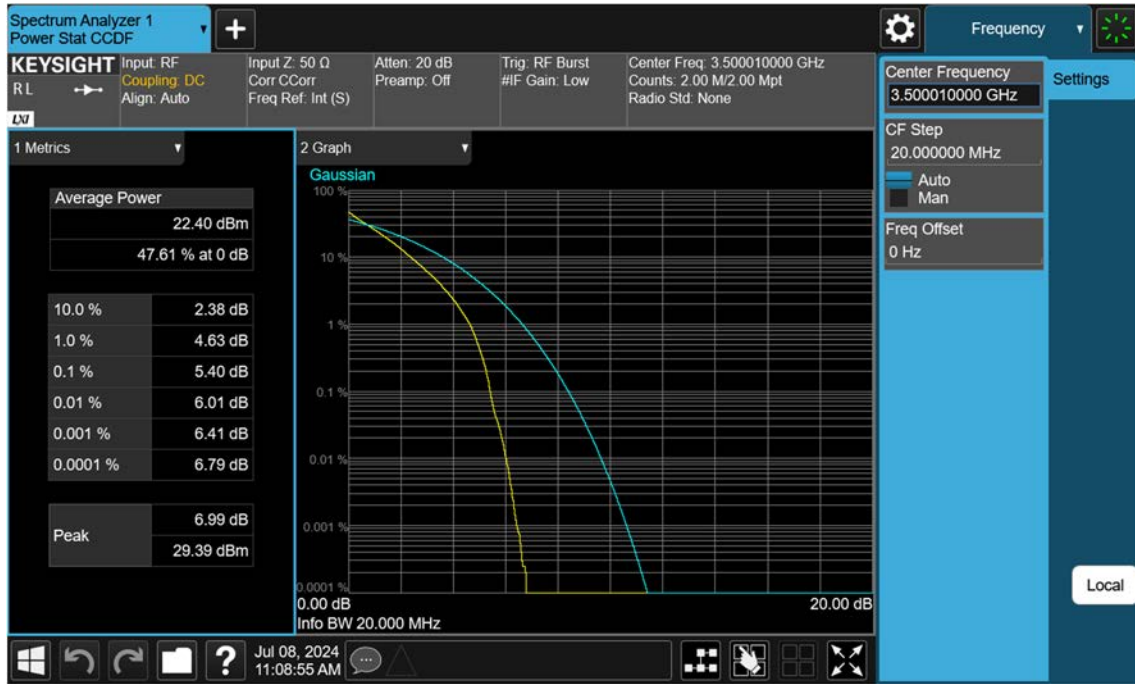 Spectrum Analyzer 1
Power Stat CCDF
+
Frequency
KEYSIGHT
RL
LXI
Input: RF
Coupling: DC
Align: Auto
Input Z: 50 Ω
Corr CCorr
Freq Ref: Int (S)
Atten: 20 dB
Preamp: Off
Trig: RF Burst
#IF Gain: Low
Center Freq: 3.500010000 GHz
Counts: 2.00 M/2.00 Mpt
Radio Std: None
Center Frequency
3.500010000 GHz
Settings
CF Step
20.000000 MHz
Auto
Man
Freq Offset
0 Hz
1 Metrics
Average Power
22.40 dBm
47.61 % at 0 dB
10.0 % 2.38 dB
1.0 % 4.63 dB
0.1 % 5.40 dB
0.01 % 6.01 dB
0.001 % 6.41 dB
0.0001 % 6.79 dB
Peak
6.99 dB
29.39 dBm
2 Graph
Gaussian
100 %
10 %
1 %
0.1 %
0.01 %
0.001 %
0.0001 %
0.00 dB 20.00 dB
Info BW 20.000 MHz
Local
?
Jul 08, 2024
11:08:55 AM